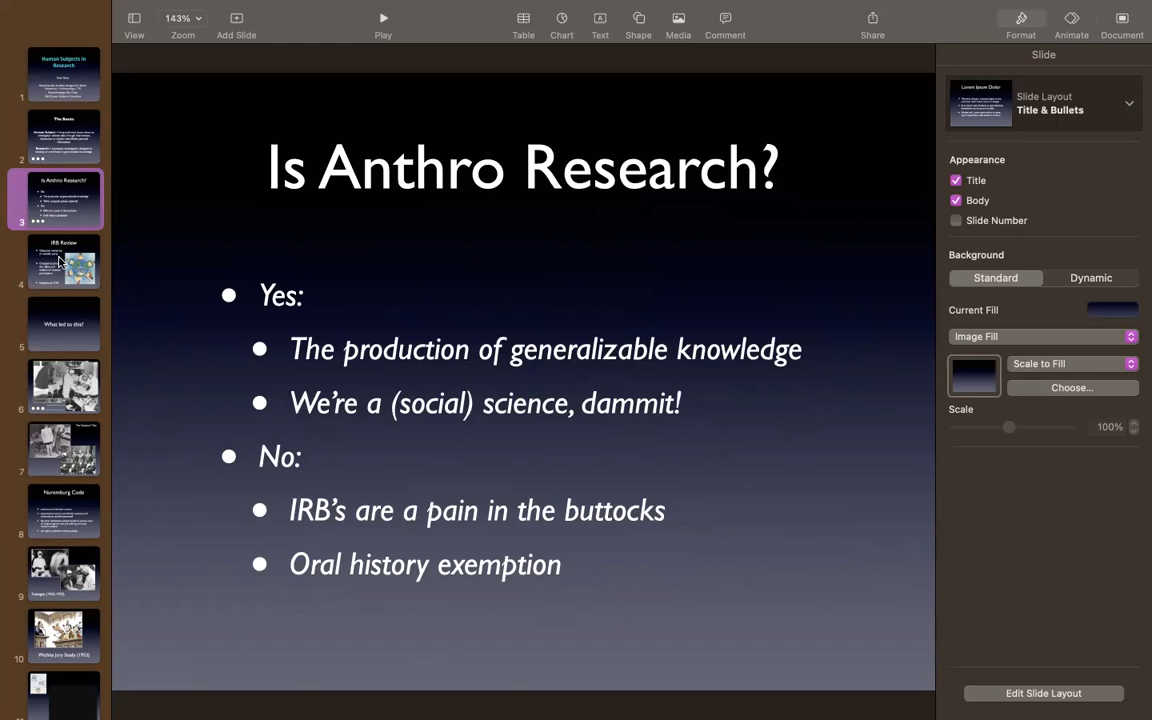 143%
View
Zoom
Add Slide
Play
Table
Chart
Text
Shape
Media
Comment
Share
Format
Animate
Document
Human Subjects in
Research
1
The Basics
2
Is Anthro Research?
3
IRB Review
4
What led to this?
5
6
7
Nuremburg Code
8
9
Wichita Jury Study (1953)
10
Is Anthro Research?
Yes:
The production of generalizable knowledge
We're a (social) science, dammit!
No:
IRB's are a pain in the buttocks
Oral history exemption
Slide
Lorem Ipsum Dolor
Slide Layout
Title & Bullets
Appearance
Title
Body
Slide Number
Background
Standard
Dynamic
Current Fill
Image Fill
Scale to Fill
Choose...
Scale
100%
Edit Slide Layout